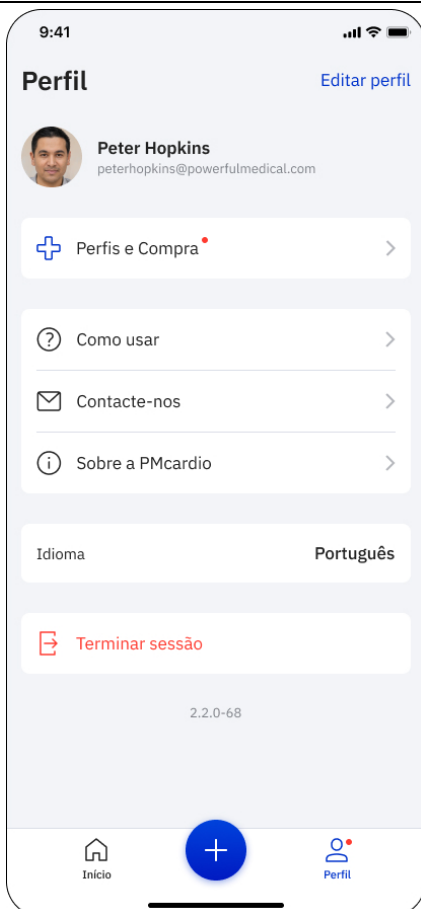 9:41
Perfil
Editar perfil
Peter Hopkins
peterhopkins@powerfulmedical.com
Perfis e Compra
Como usar
Contacte-nos
Sobre a PMcardio
Idioma
Português
Terminar sessão
2.2.0-68
Início
Perfil